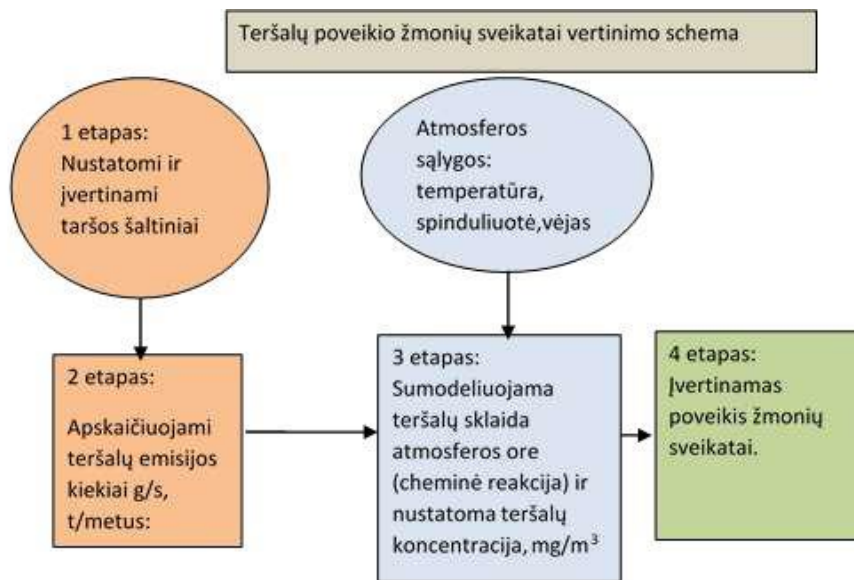 Teršalų poveikio žmonių sveikatai vertinimo schema
1 etapas:
Nustatomi ir
įvertinami
taršos šaltiniai
Atmosferos
sąlygos:
temperatūra,
spinduliuotė,vėjas
2 etapas:
Apskaičiuojami
teršalų emisijos
kiekiai g/s,
t/metus:
3 etapas:
Sumodeliuojama
teršalų sklaida
atmosferos ore
(cheminė reakcija) ir
nustatoma teršalų
koncentracija, mg/m³
4 etapas:
Įvertinamas
poveikis žmonių
sveikatai.